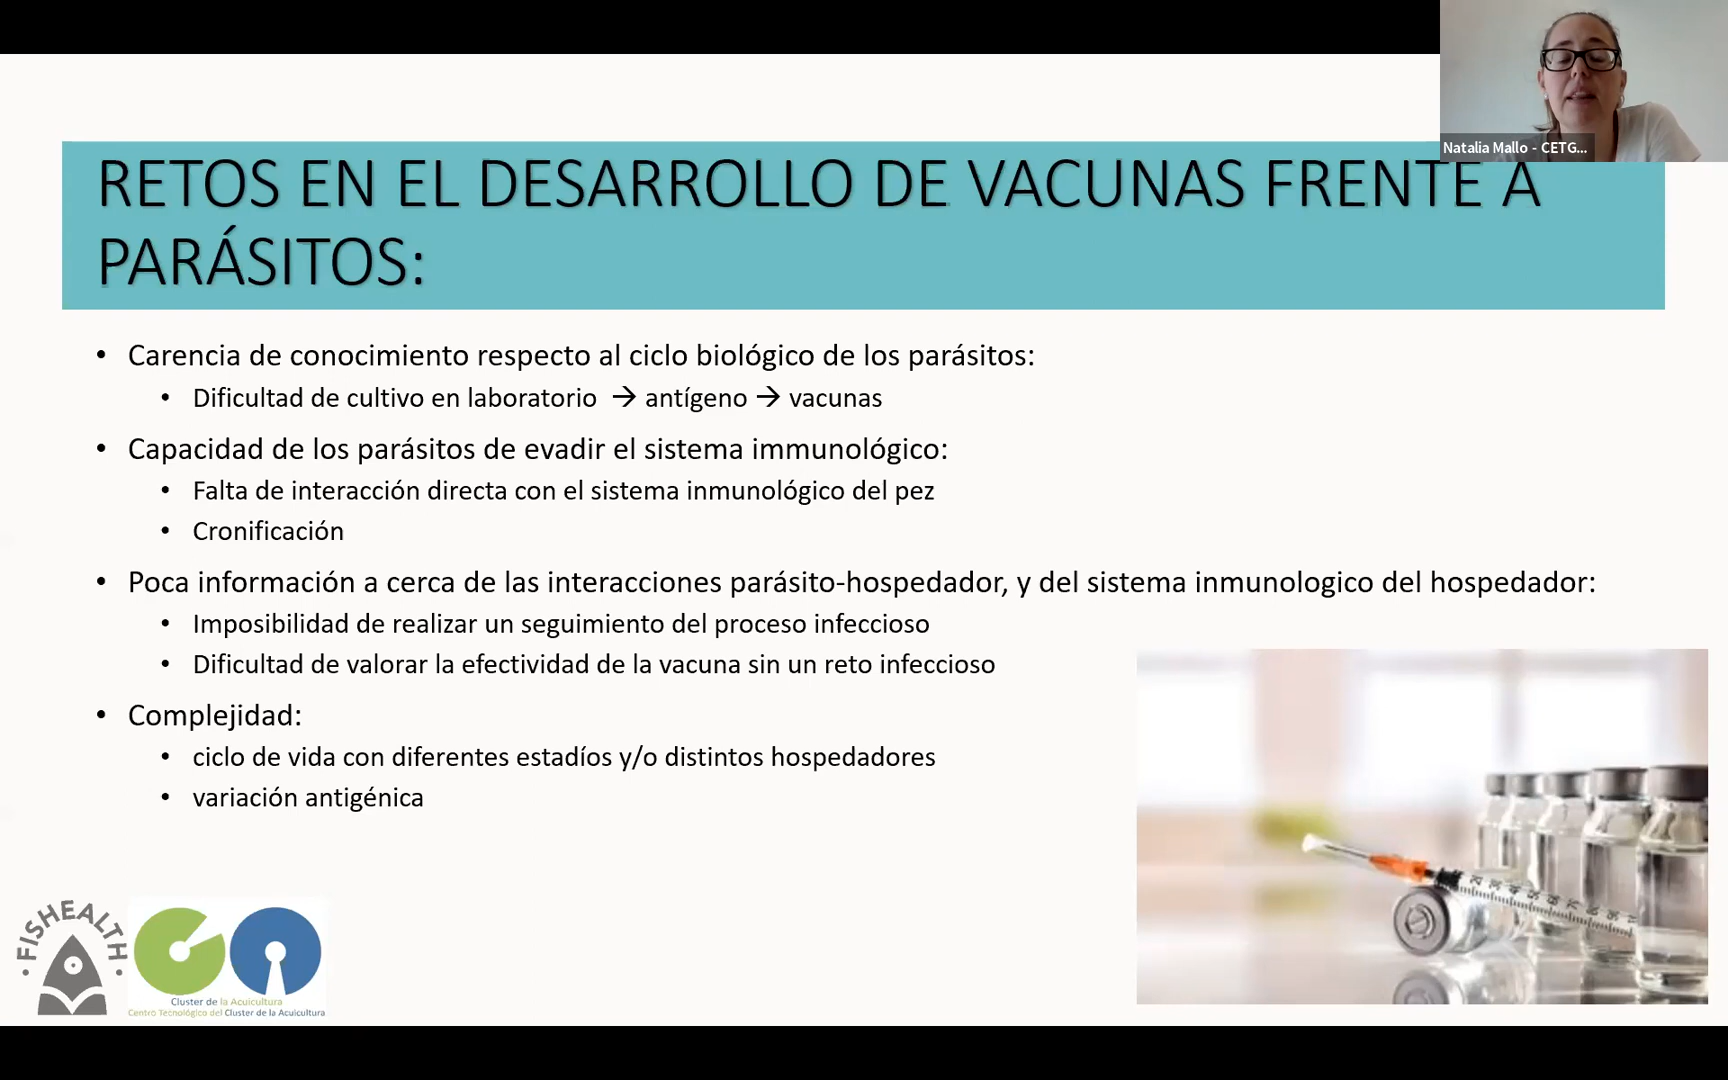 Natalia Mallo - CETG...
RETOS EN EL DESARROLLO DE VACUNAS FRENTE A
PARÁSITOS:
• Carencia de conocimiento respecto al ciclo biológico de los parásitos:
• Dificultad de cultivo en laboratorio → antígeno → vacunas
• Capacidad de los parásitos de evadir el sistema immunológico:
• Falta de interacción directa con el sistema inmunológico del pez
• Cronificación
• Poca información a cerca de las interacciones parásito-hospedador, y del sistema inmunologico del hospedador:
• Imposibilidad de realizar un seguimiento del proceso infeccioso
• Dificultad de valorar la efectividad de la vacuna sin un reto infeccioso
• Complejidad:
• ciclo de vida con diferentes estadíos y/o distintos hospedadores
• variación antigénica
· FISHEALTH ·
Cluster de la Acuicultura
Centro Tecnológico del Cluster de la Acuicultura